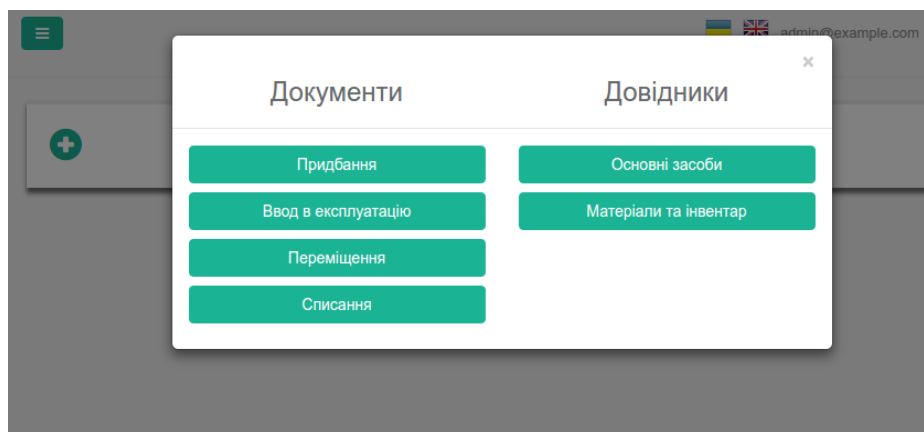 admin@example.com
×
Документи
Довідники
Придбання
Основні засоби
Ввод в експлуатацію
Матеріали та інвентар
Переміщення
Списання